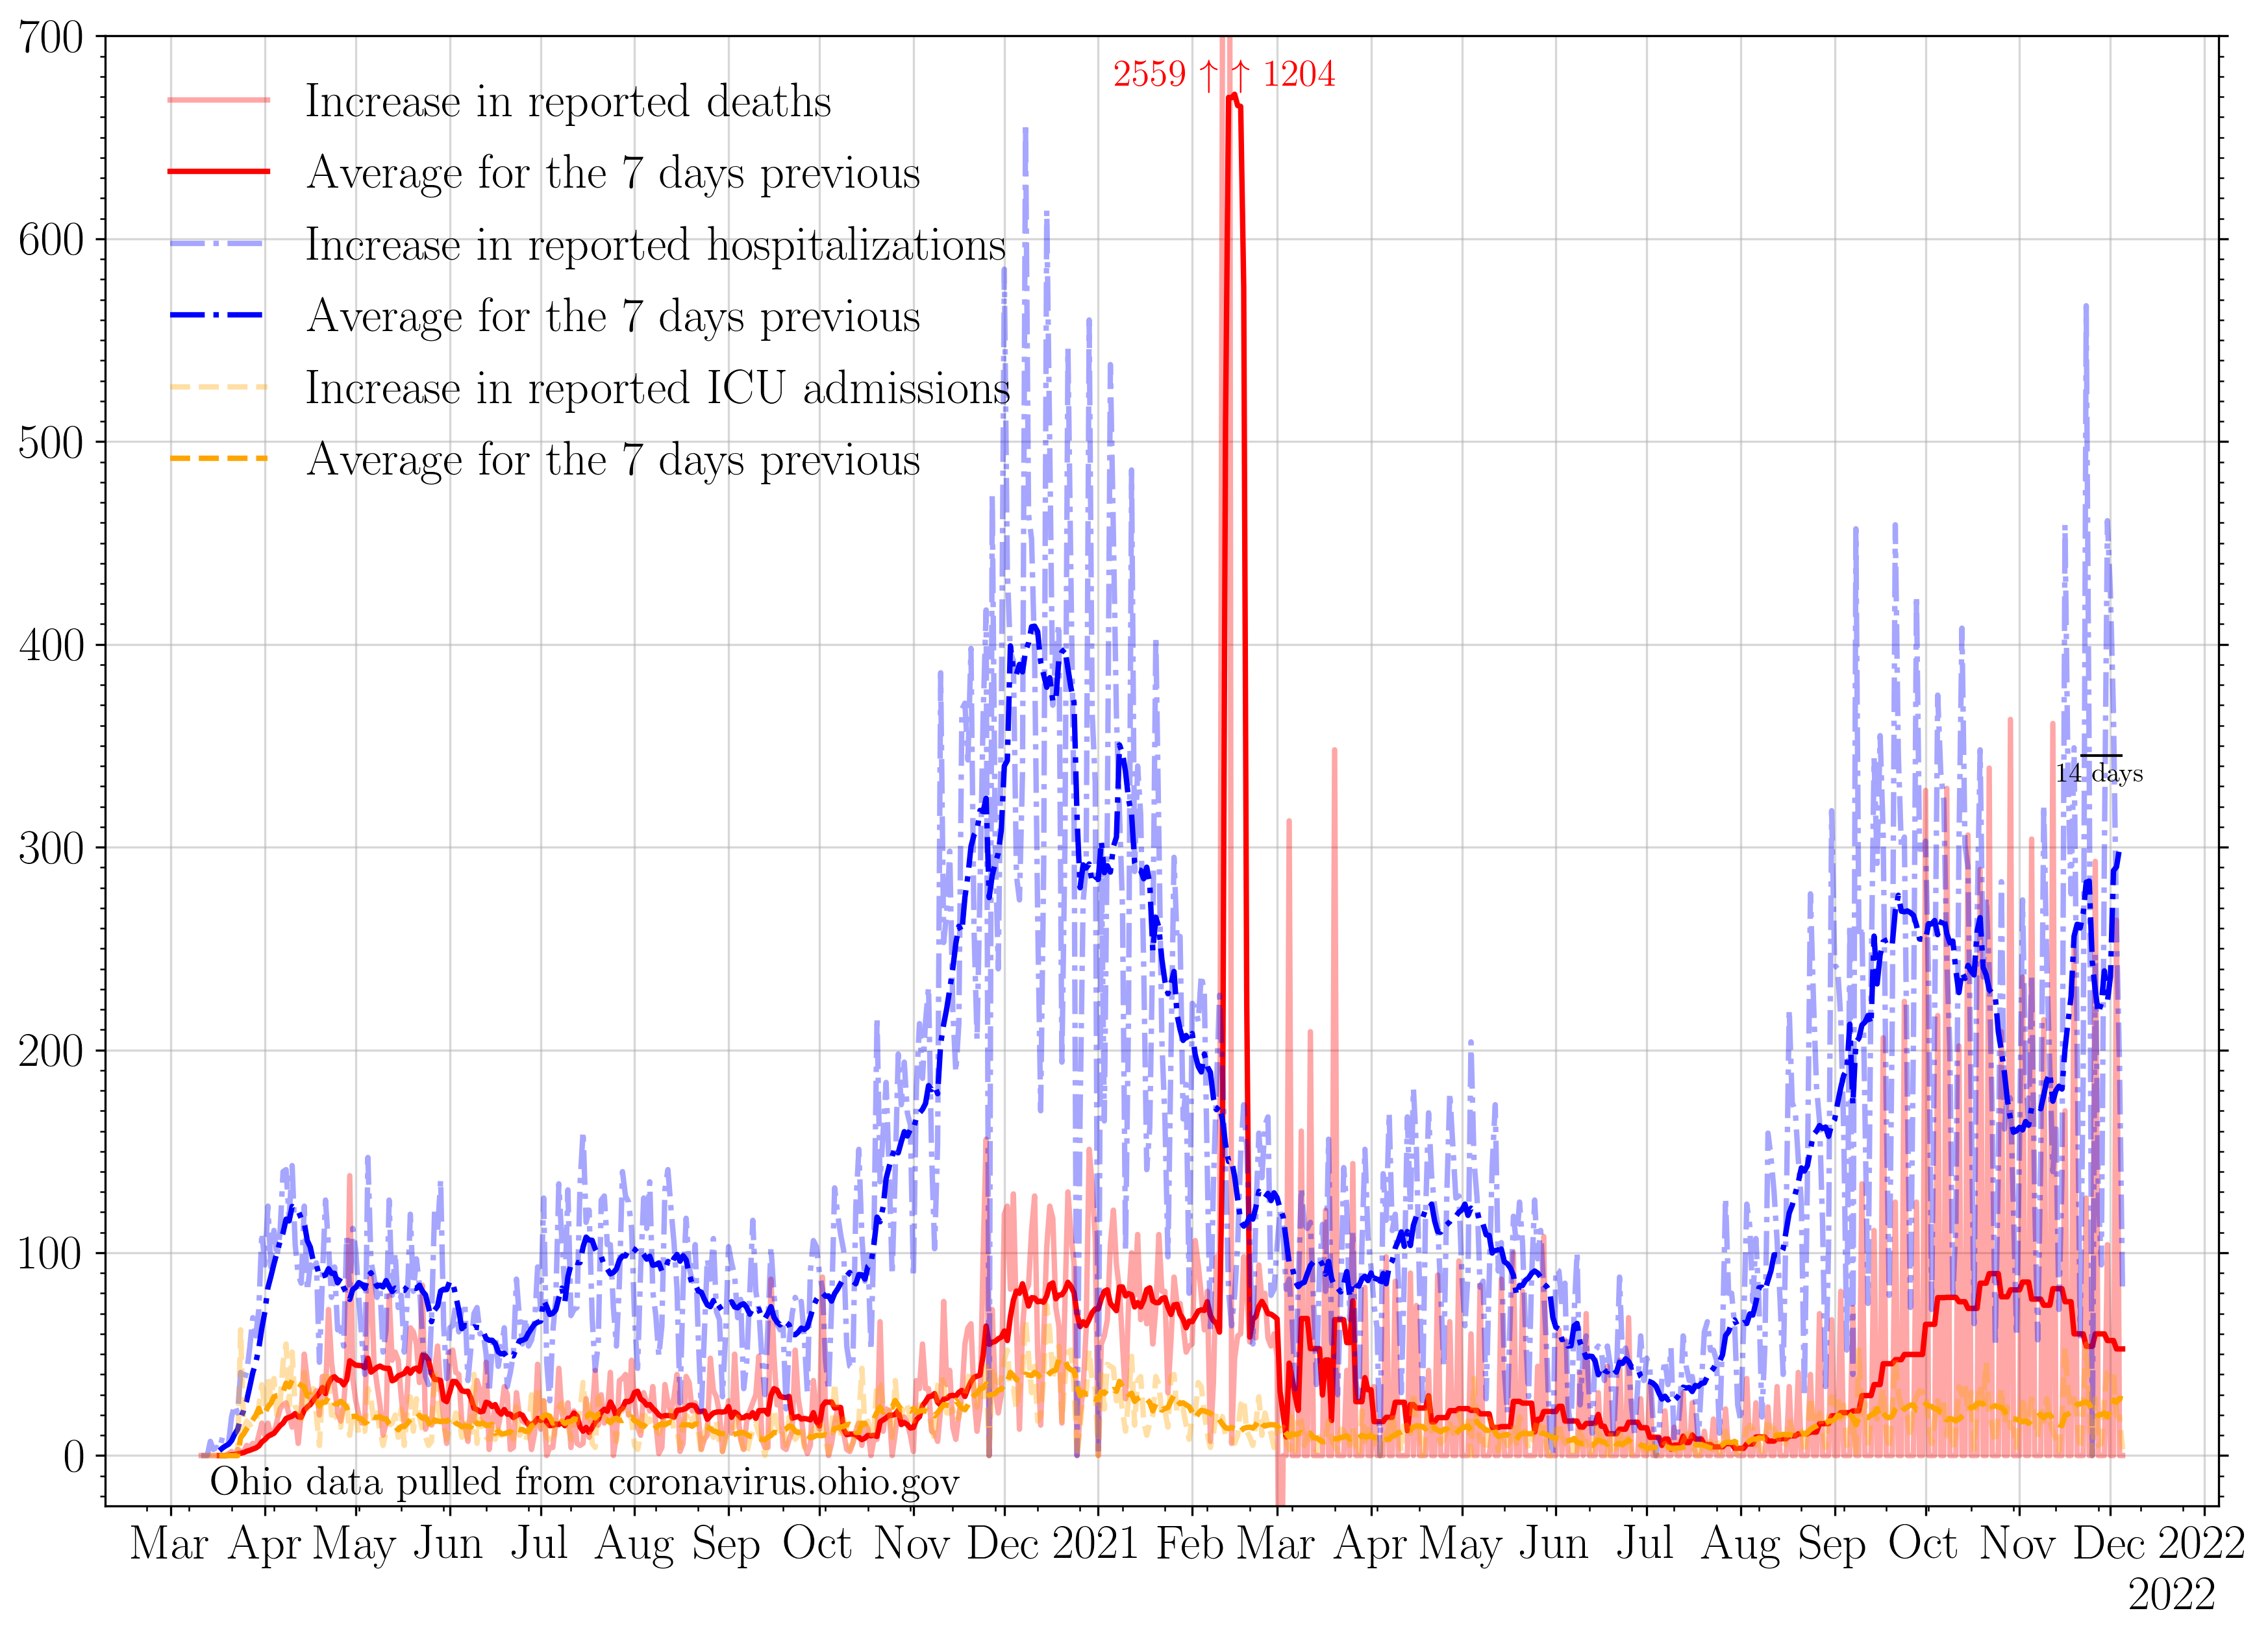 700
600
500
400
300
200
100
0
2559 ↑ ↑ 1204
Increase in reported deaths
Average for the 7 days previous
Increase in reported hospitalizations
Average for the 7 days previous
Increase in reported ICU admissions
Average for the 7 days previous
14 days
Ohio data pulled from coronavirus.ohio.gov
Mar Apr May Jun Jul Aug Sep Oct Nov Dec 2021 Feb Mar Apr May Jun Jul Aug Sep Oct Nov Dec 2022
2022